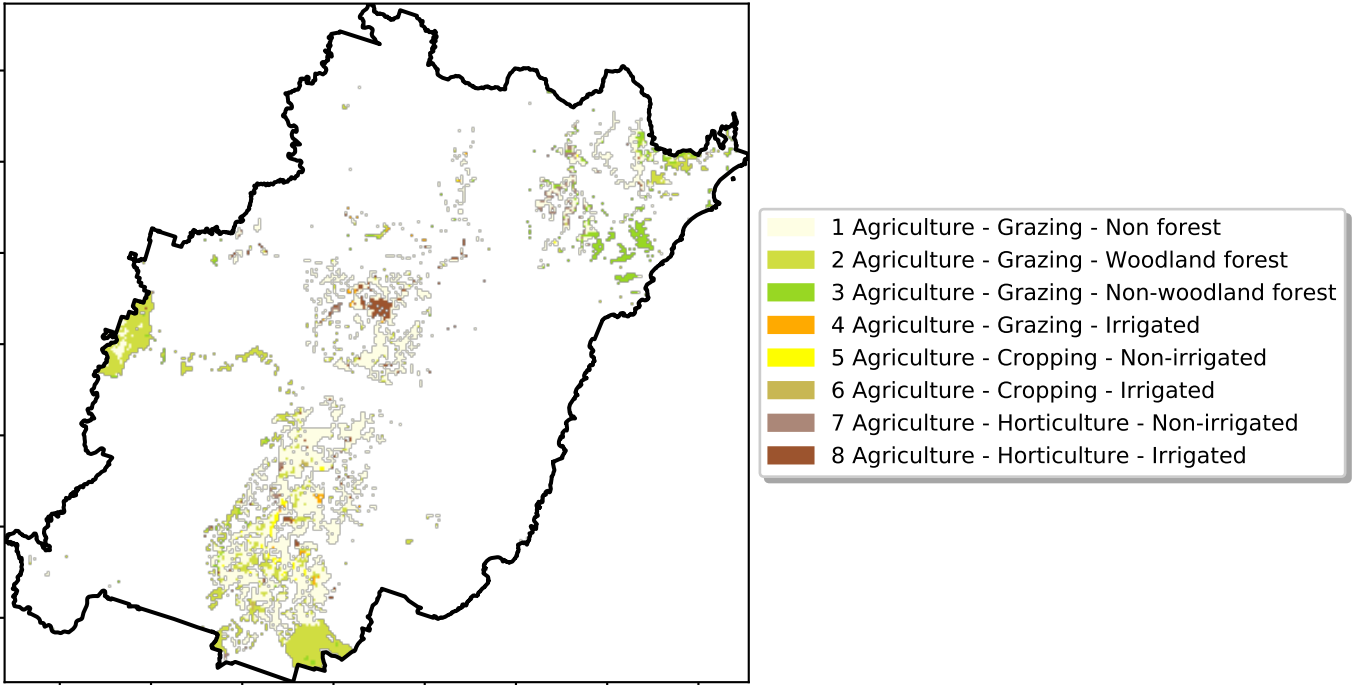 1 Agriculture - Grazing - Non forest
2 Agriculture - Grazing - Woodland forest
3 Agriculture - Grazing - Non-woodland forest
4 Agriculture - Grazing - Irrigated
5 Agriculture - Cropping - Non-irrigated
6 Agriculture - Cropping - Irrigated
7 Agriculture - Horticulture - Non-irrigated
8 Agriculture - Horticulture - Irrigated